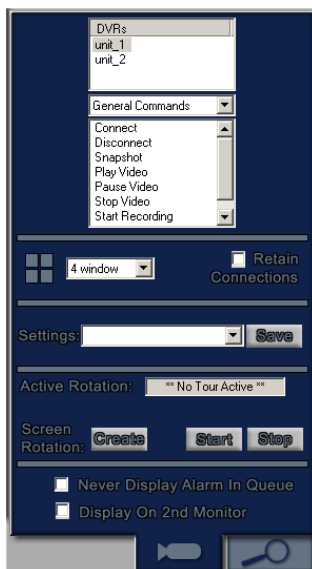 DVRs
unit_1
unit_2
General Commands
Connect
Disconnect
Snapshot
Play Video
Pause Video
Stop Video
Start Recording
4 window
Retain
Connections
Settings:
Save
Active Rotation:
** No Tour Active **
Screen
Rotation:
Create
Start
Stop
Never Display Alarm In Queue
Display On 2nd Monitor